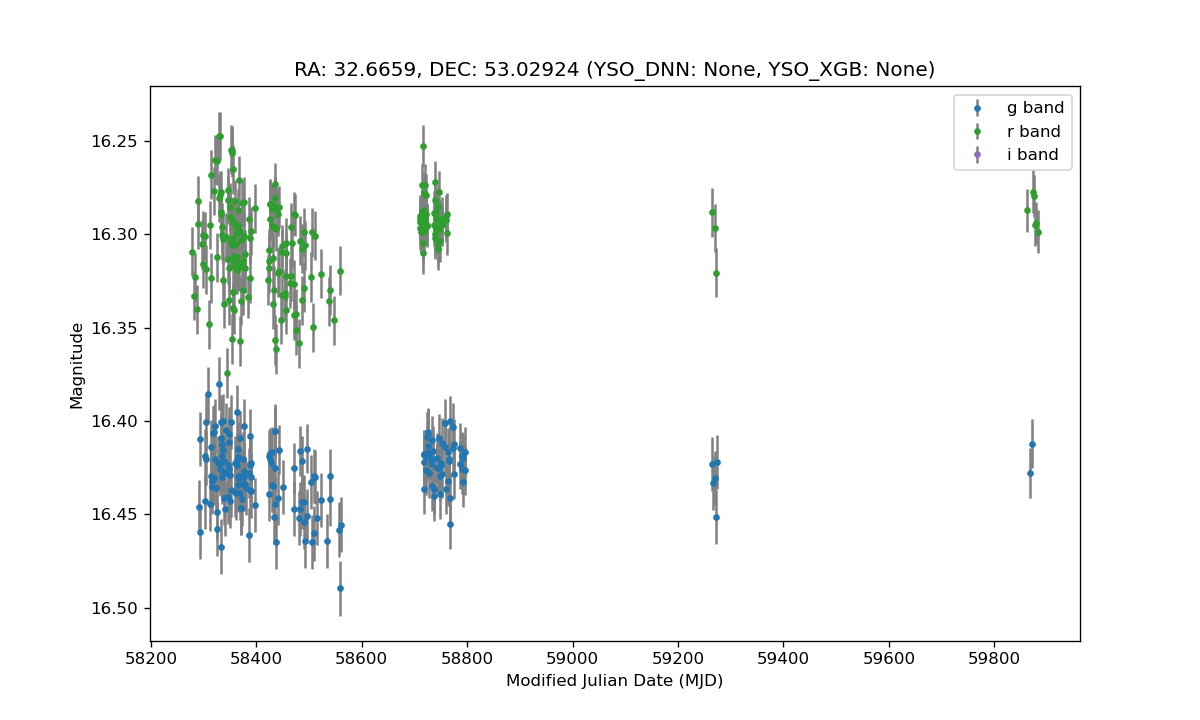 RA: 32.6659, DEC: 53.02924 (YSO_DNN: None, YSO_XGB: None)
g band
r band
i band
16.25
16.30
16.35
16.40
16.45
16.50
Magnitude
58200 58400 58600 58800 59000 59200 59400 59600 59800
Modified Julian Date (MJD)